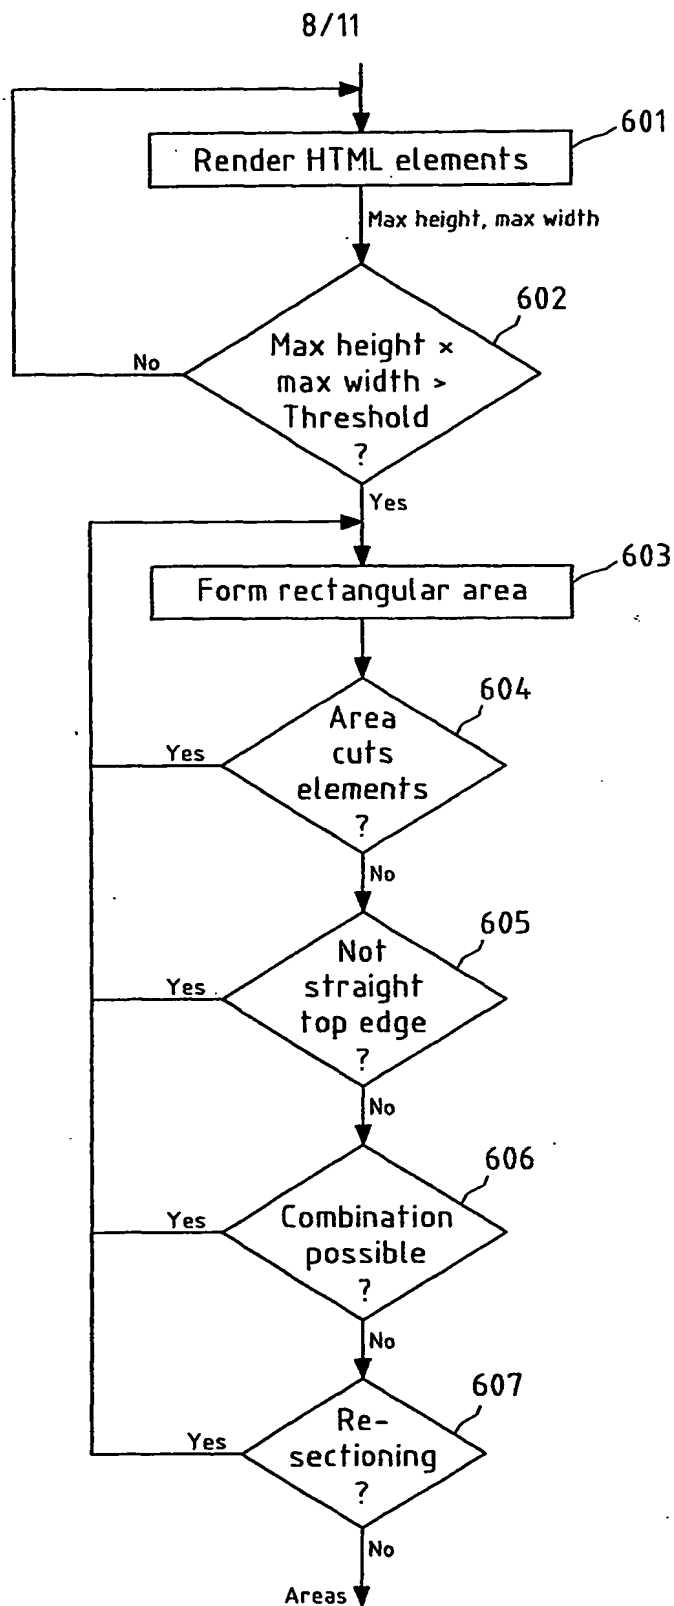 8/11
601
Render HTML elements
Max height, max width
602
Max height ×
max width >
Threshold
?
No
Yes
603
Form rectangular area
604
Area
cuts
elements
?
Yes
No
605
Not
straight
top edge
?
Yes
No
606
Combination
possible
?
Yes
No
607
Re-
sectioning
?
Yes
No
Areas